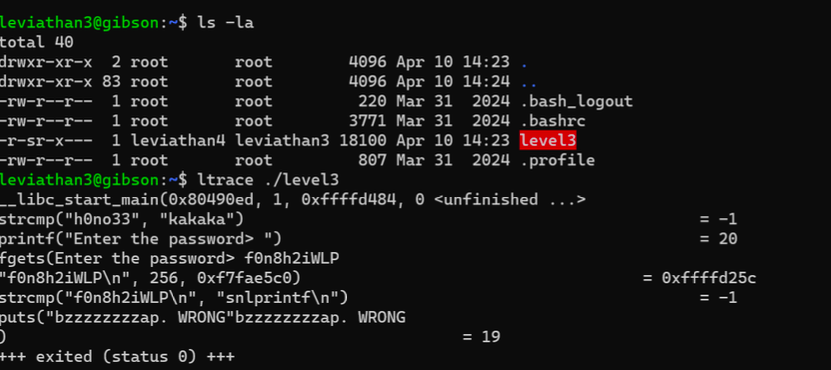 leviathan3@gibson:~$ ls -la
total 40
drwxr-xr-x  2 root       root        4096 Apr 10 14:23 .
drwxr-xr-x 83 root       root        4096 Apr 10 14:24 ..
-rw-r--r--  1 root       root         220 Mar 31  2024 .bash_logout
-rw-r--r--  1 root       root        3771 Mar 31  2024 .bashrc
-r-sr-x---  1 leviathan4 leviathan3 18100 Apr 10 14:23 level3
-rw-r--r--  1 root       root         807 Mar 31  2024 .profile
leviathan3@gibson:~$ ltrace ./level3
__libc_start_main(0x80490ed, 1, 0xffffd484, 0 <unfinished ...>
strcmp("h0no33", "kakaka")                                  = -1
printf("Enter the password> ")                              = 20
fgets(Enter the password> f0n8h2iWLP
"f0n8h2iWLP\n", 256, 0xf7fae5c0)                      = 0xffffd25c
strcmp("f0n8h2iWLP\n", "snlprintf\n")                       = -1
puts("bzzzzzzzzap. WRONG"bzzzzzzzzap. WRONG
)                                                = 19
+++ exited (status 0) +++